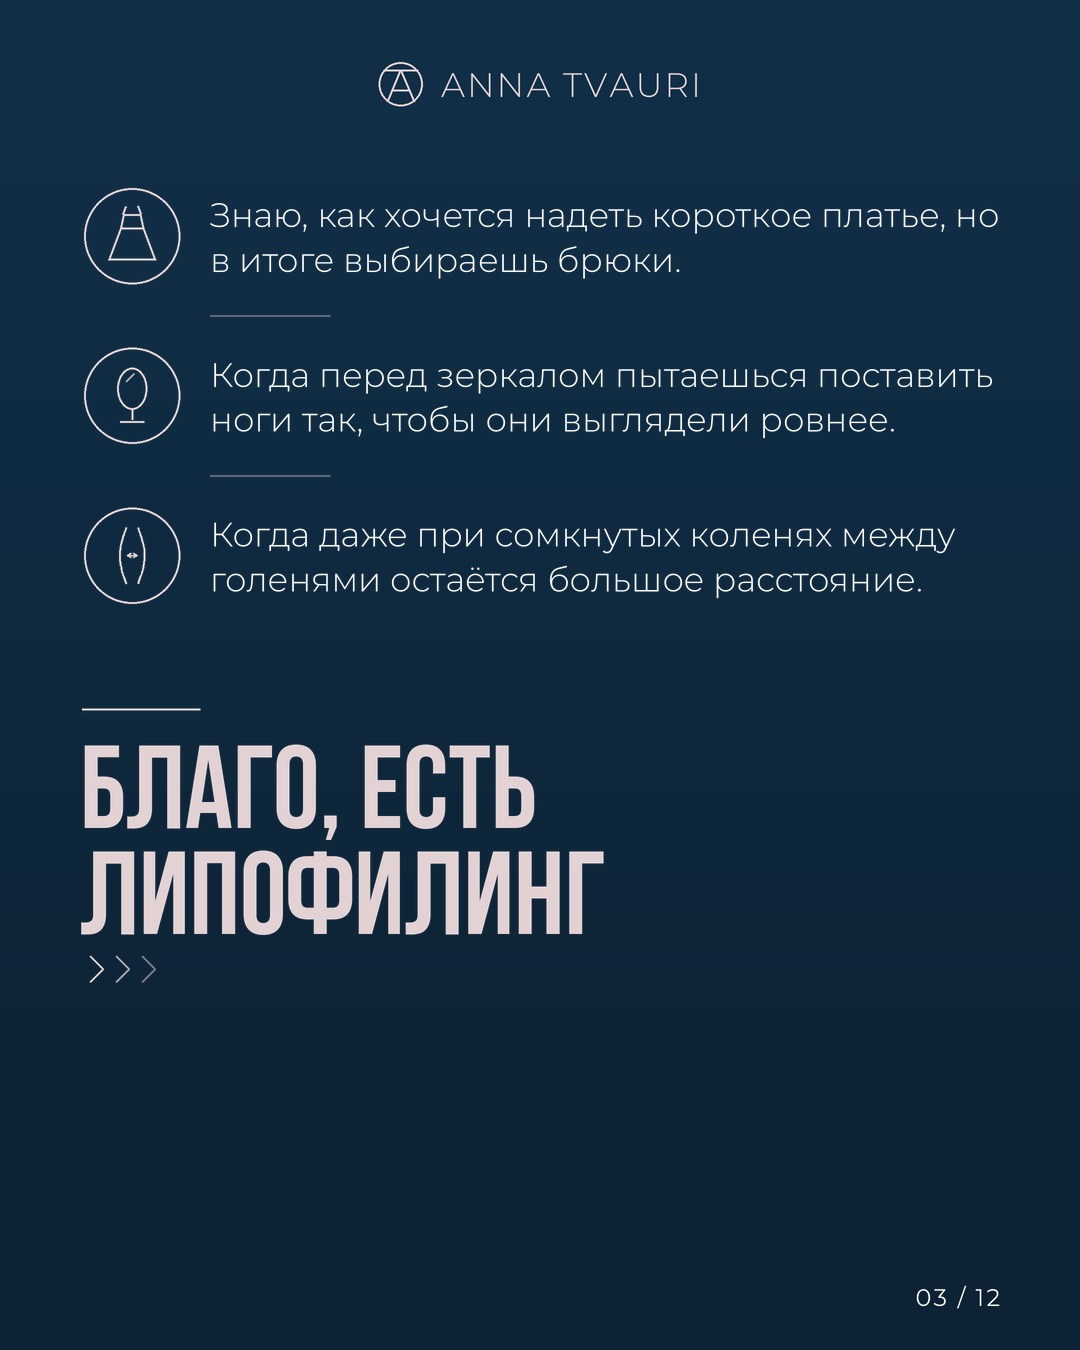 ANNA TVAURI
Знаю, как хочется надеть короткое платье, но
в итоге выбираешь брюки.
Когда перед зеркалом пытаешься поставить
ноги так, чтобы они выглядели ровнее.
Когда даже при сомкнутых коленях между
голенями остаётся большое расстояние.
БЛАГО, ЕСТЬ
ЛИПОФИЛИНГ
03 / 12